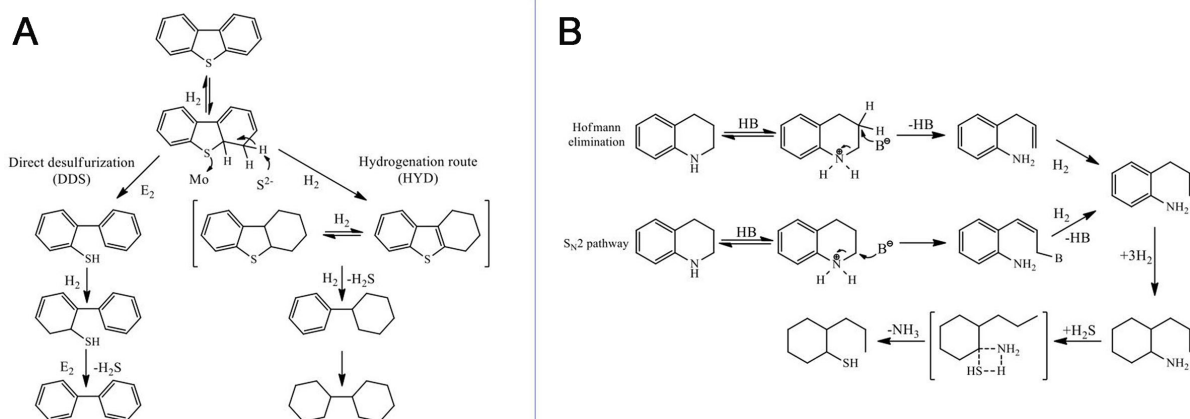 A
S
H₂
S
H
H
H
Mo
S²⁻
Direct desulfurization
(DDS)
E₂
H₂
Hydrogenation route
(HYD)
SH
S
H₂
S
H₂
SH
H₂ -H₂S
E₂ -H₂S
B
Hofmann
elimination
N
H
HB
H
H
B⊖
N⊕
H H
-HB
NH₂
H₂
NH₂
S_N2 pathway
N
H
HB
N⊕
H H
B⊖
NH₂
B
H₂
-HB
+3H₂
SH
-NH₃
NH₂
HS H
+H₂S
NH₂